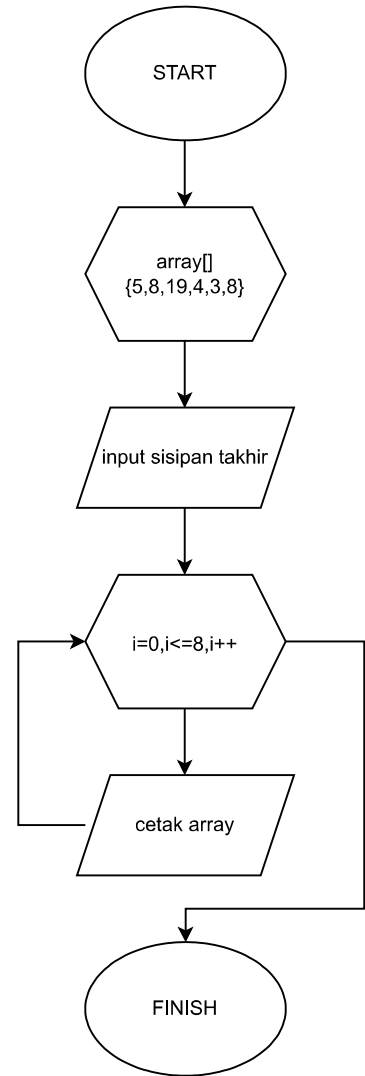 START
array[]
{5,8,19,4,3,8}
input sisipan takhir
i=0,i<=8,i++
cetak array
FINISH